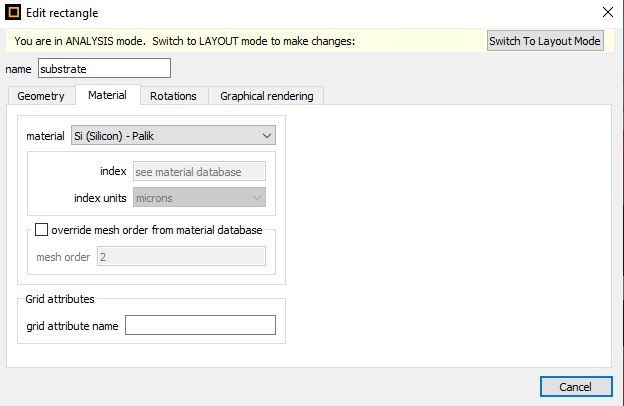 Edit rectangle
You are in ANALYSIS mode.  Switch to LAYOUT mode to make changes:
Switch To Layout Mode
name substrate
Geometry Material Rotations Graphical rendering
material Si (Silicon) - Palik
index see material database
index units microns
override mesh order from material database
mesh order 2
Grid attributes
grid attribute name
Cancel